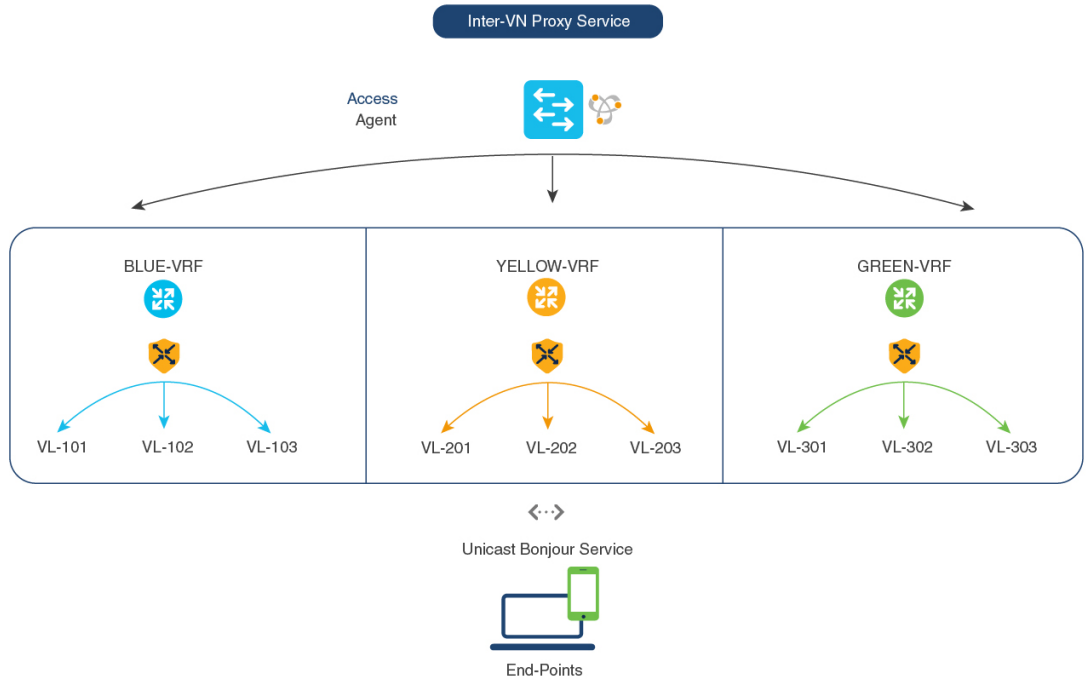 Inter-VN Proxy Service
Access
Agent
BLUE-VRF
YELLOW-VRF
GREEN-VRF
VL-101
VL-102
VL-103
VL-201
VL-202
VL-203
VL-301
VL-302
VL-303
Unicast Bonjour Service
End-Points